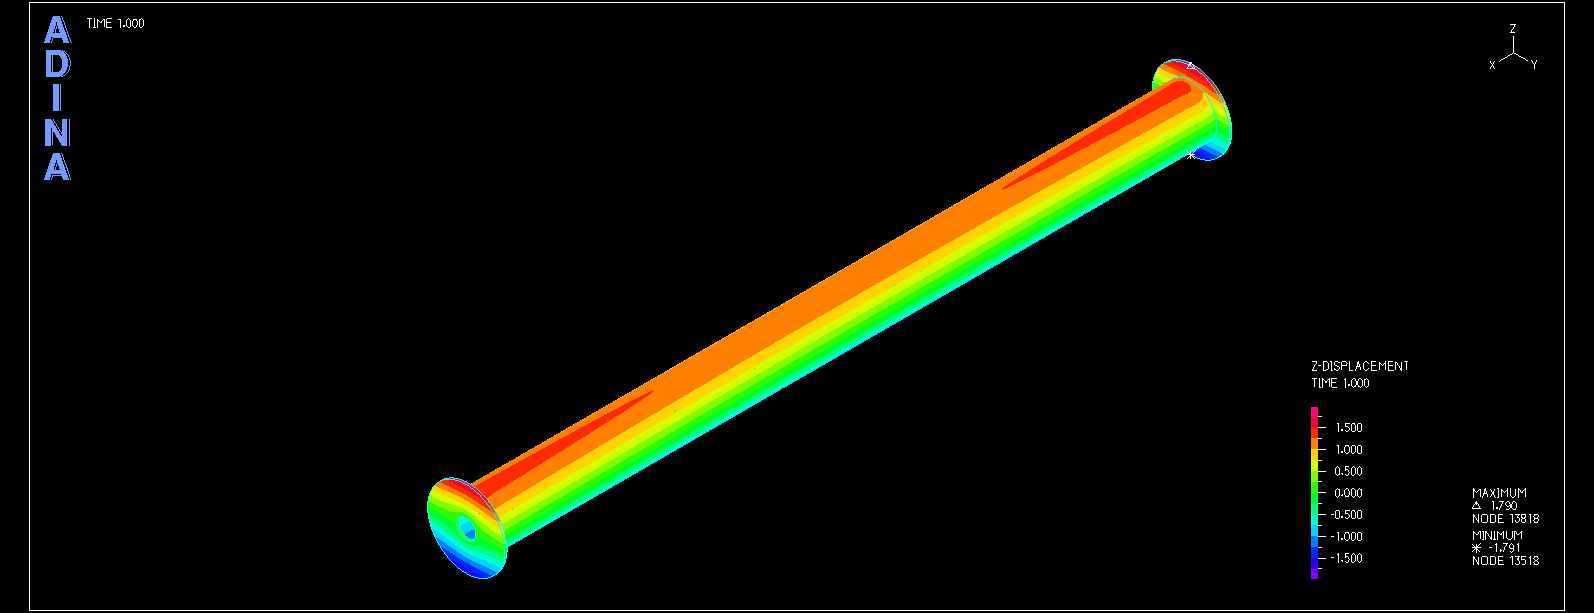 ADINA
TIME 1.000
Z
X Y
Z-DISPLACEMENT
TIME 1.000
1.500
1.000
0.500
0.000
-0.500
-1.000
-1.500
MAXIMUM
△ 1.790
NODE 13818
MINIMUM
✳ -1.791
NODE 13518